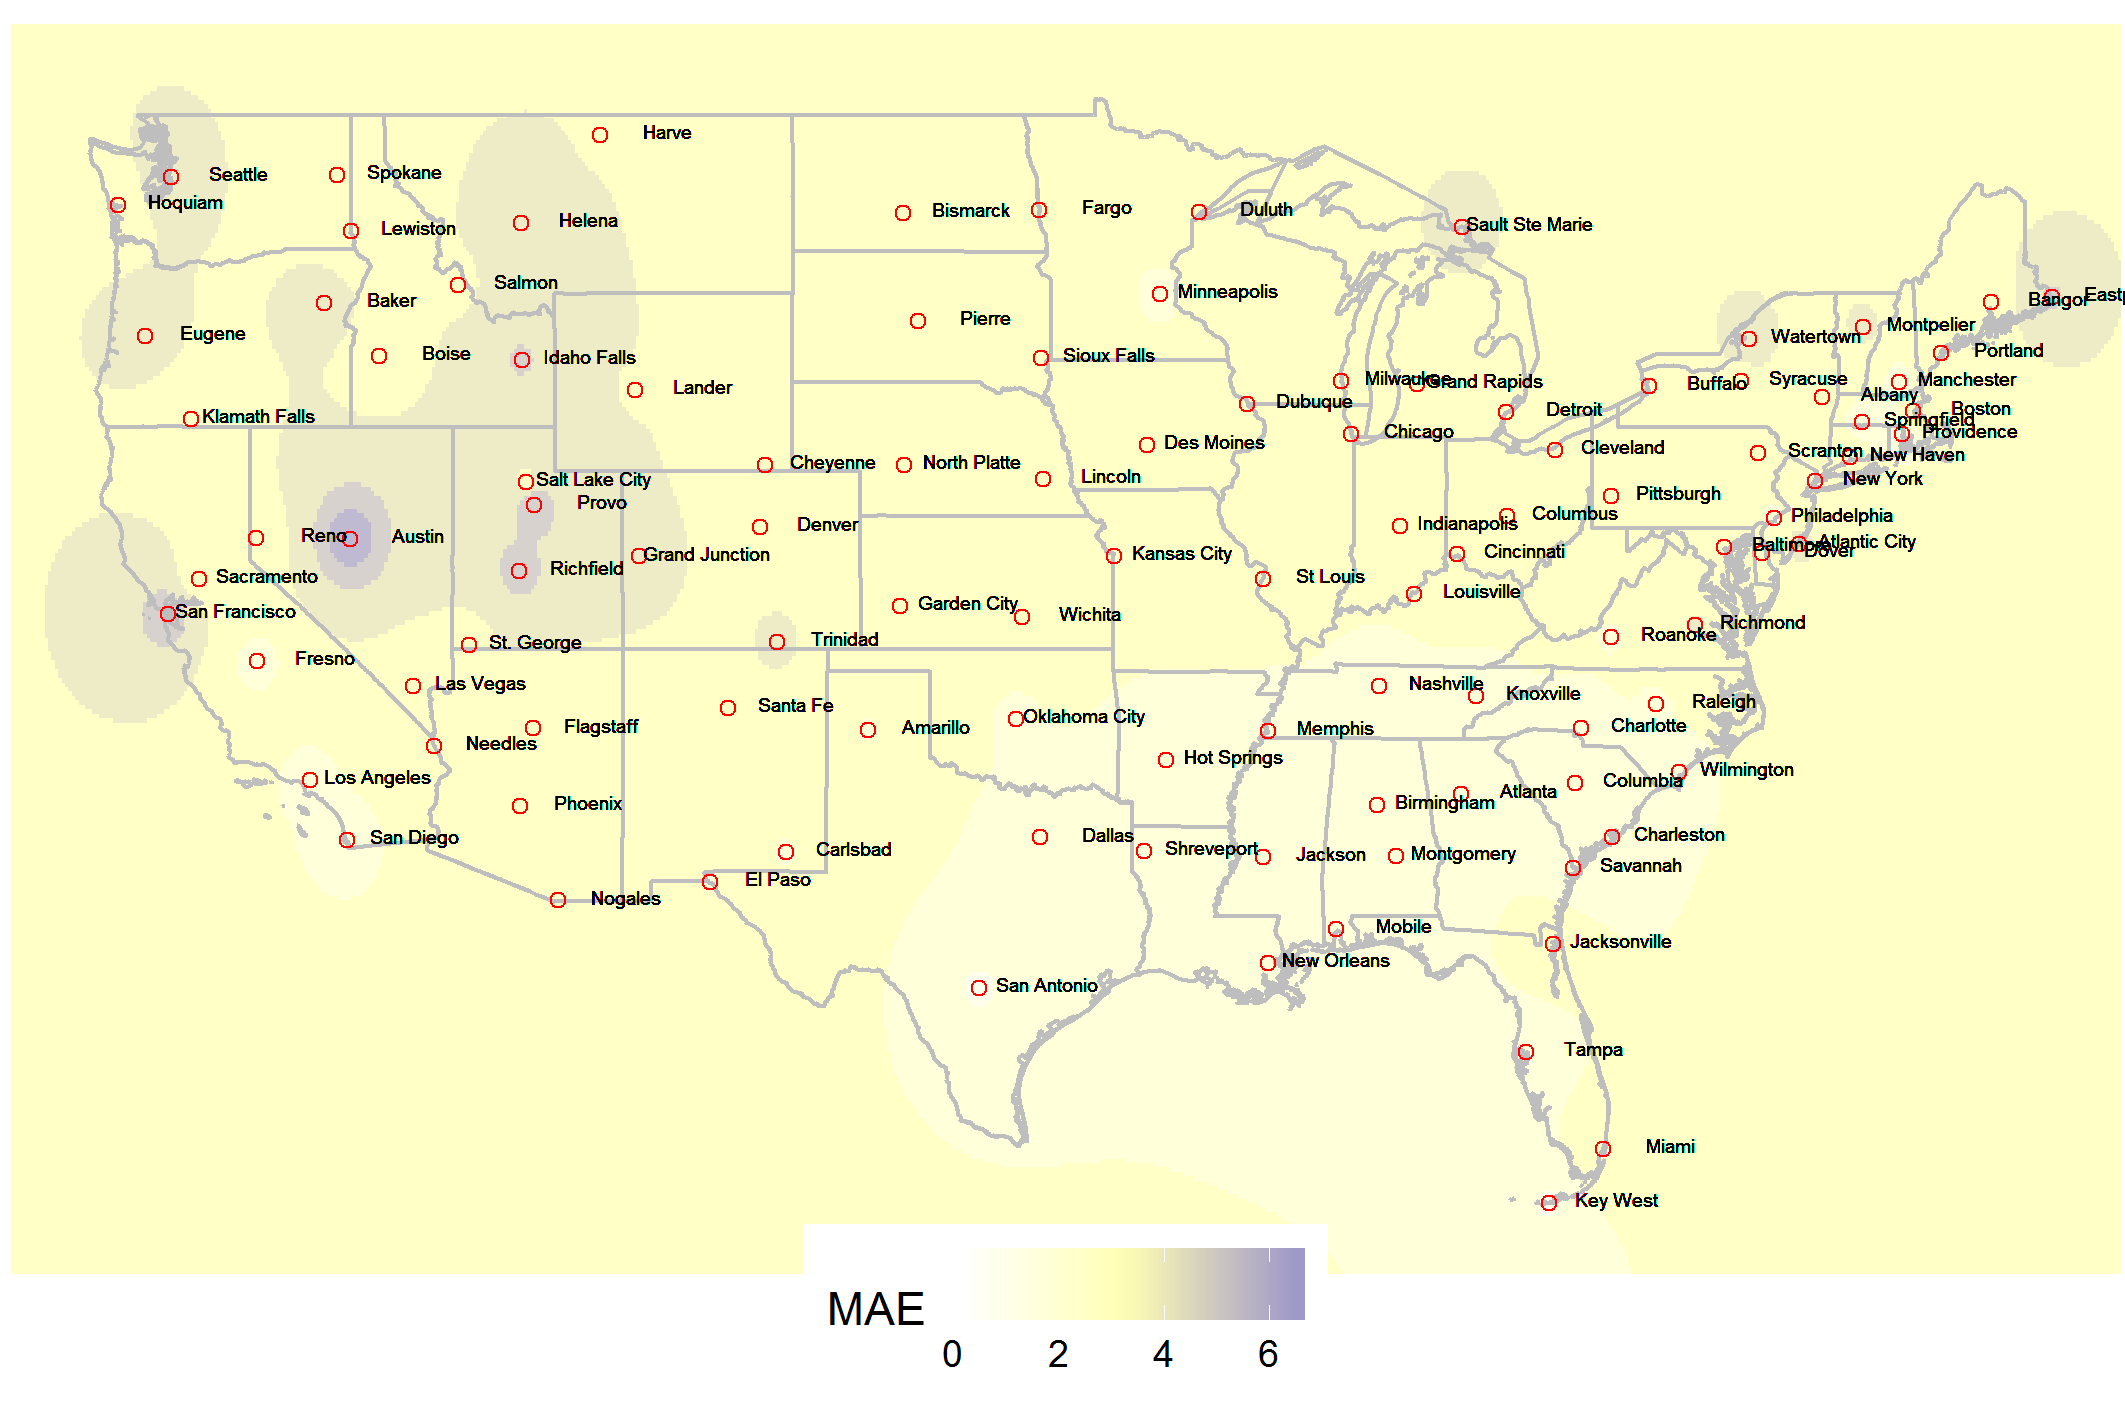 Harve
Seattle
Spokane
Hoquiam
Bismarck
Fargo
Duluth
Helena
Lewiston
Sault Ste Marie
Salmon
Minneapolis
Baker
Bangor
Eastp
Pierre
Montpelier
Eugene
Watertown
Boise
Idaho Falls
Sioux Falls
Portland
Lander
Milwaukee
Grand Rapids
Buffalo
Syracuse
Manchester
Albany
Dubuque
Detroit
Boston
Klamath Falls
Springfield
Chicago
Providence
Des Moines
Cleveland
Scranton
New Haven
Cheyenne
North Platte
Salt Lake City
Lincoln
New York
Provo
Pittsburgh
Columbus
Philadelphia
Denver
Indianapolis
Reno
Austin
Atlantic City
Baltimore
Dover
Grand Junction
Kansas City
Cincinnati
Richfield
Sacramento
St Louis
Louisville
San Francisco
Garden City
Wichita
Richmond
St. George
Trinidad
Roanoke
Fresno
Las Vegas
Nashville
Knoxville
Raleigh
Santa Fe
Oklahoma City
Flagstaff
Amarillo
Memphis
Charlotte
Needles
Hot Springs
Los Angeles
Wilmington
Columbia
Atlanta
Phoenix
Birmingham
San Diego
Dallas
Charleston
Carlsbad
Shreveport
Jackson
Montgomery
Savannah
El Paso
Nogales
Mobile
Jacksonville
New Orleans
San Antonio
Tampa
Miami
Key West
MAE
0 2 4 6